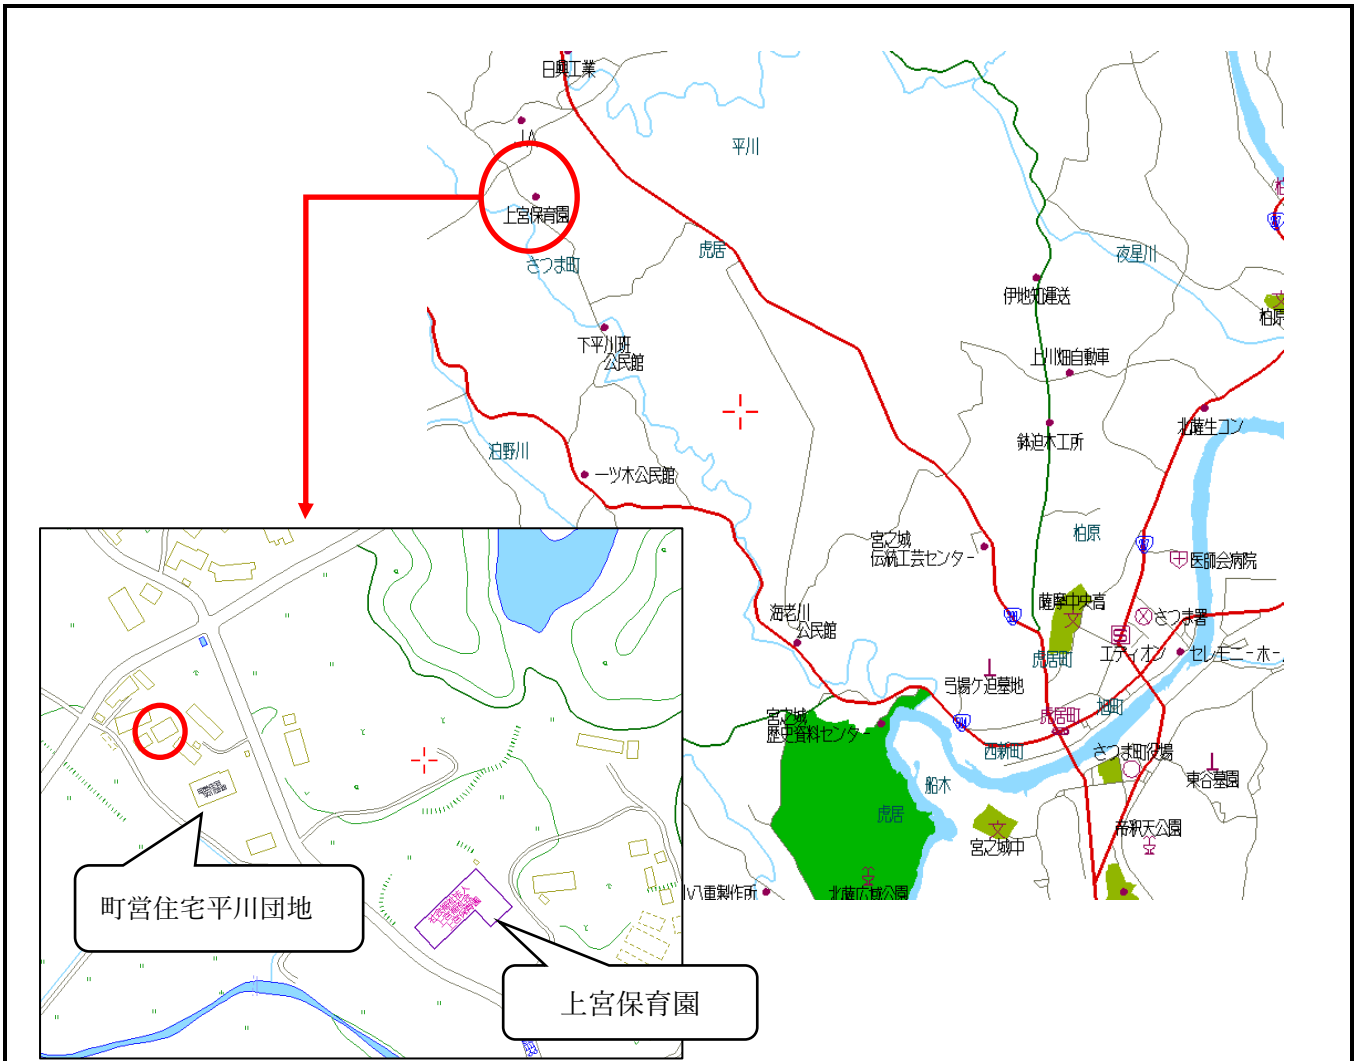 日興工業
JA
平川
上宮保育園
虎居
さつま町
夜星川
伊地知運送
柏原
下平川班
公民館
上川畑自動車
北薩生コン
鉢迫木工所
泊野川
一ツ木公民館
柏原
宮之城
伝統工芸センター
医師会病院
薩摩中央高
さつま署
海老川
公民館
エディオン
セレモニーホー
虎居町
弓場ケ迫墓地
宮之城
歴史資料センター
虎居町
旭町
西新町
さつま町役場
東谷墓園
船木
虎居
帝釈天公園
宮之城中
八重製作所
北薩広域公園
町営住宅平川団地
上宮保育園